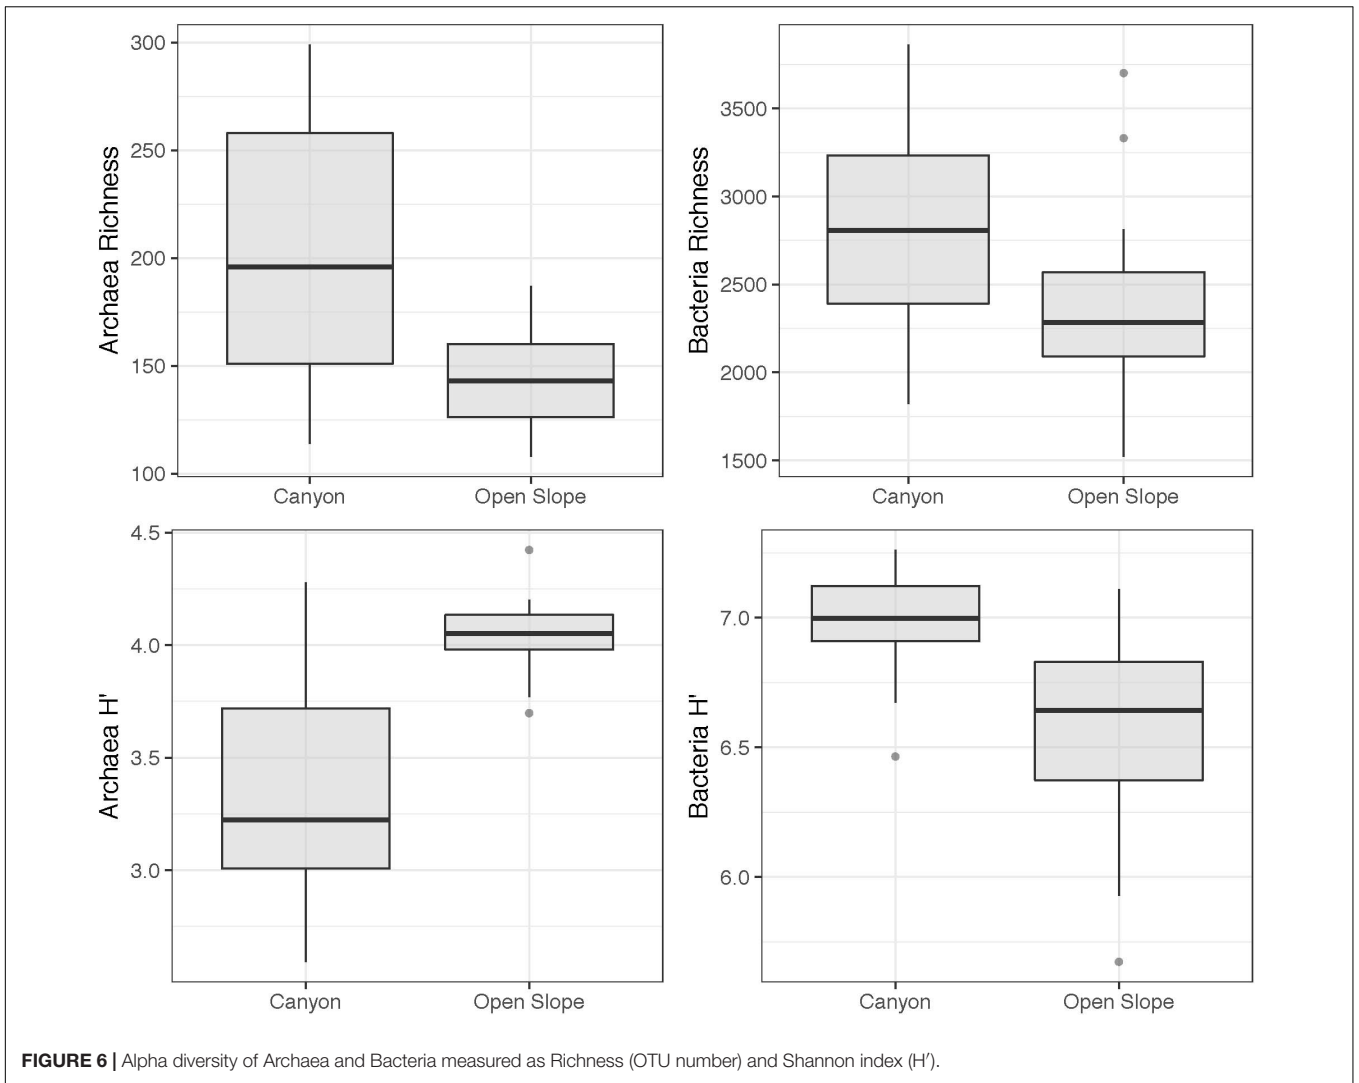 300
250
200
150
100
Archaea Richness
Canyon
Open Slope
3500
3000
2500
2000
1500
Bacteria Richness
Canyon
Open Slope
4.5
4.0
3.5
3.0
Archaea H'
Canyon
Open Slope
7.0
6.5
6.0
Bacteria H'
Canyon
Open Slope
FIGURE 6 | Alpha diversity of Archaea and Bacteria measured as Richness (OTU number) and Shannon index (H′).